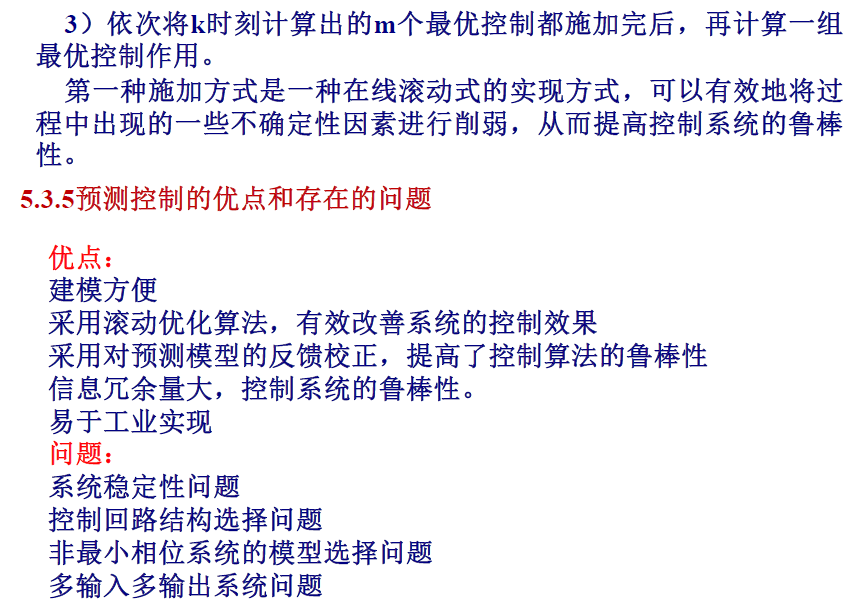 3）依次将k时刻计算出的m个最优控制都施加完后，再计算一组
最优控制作用。
第一种施加方式是一种在线滚动式的实现方式，可以有效地将过
程中出现的一些不确定性因素进行削弱，从而提高控制系统的鲁棒
性。
5.3.5预测控制的优点和存在的问题
优点：
建模方便
采用滚动优化算法，有效改善系统的控制效果
采用对预测模型的反馈校正，提高了控制算法的鲁棒性
信息冗余量大，控制系统的鲁棒性。
易于工业实现
问题：
系统稳定性问题
控制回路结构选择问题
非最小相位系统的模型选择问题
多输入多输出系统问题